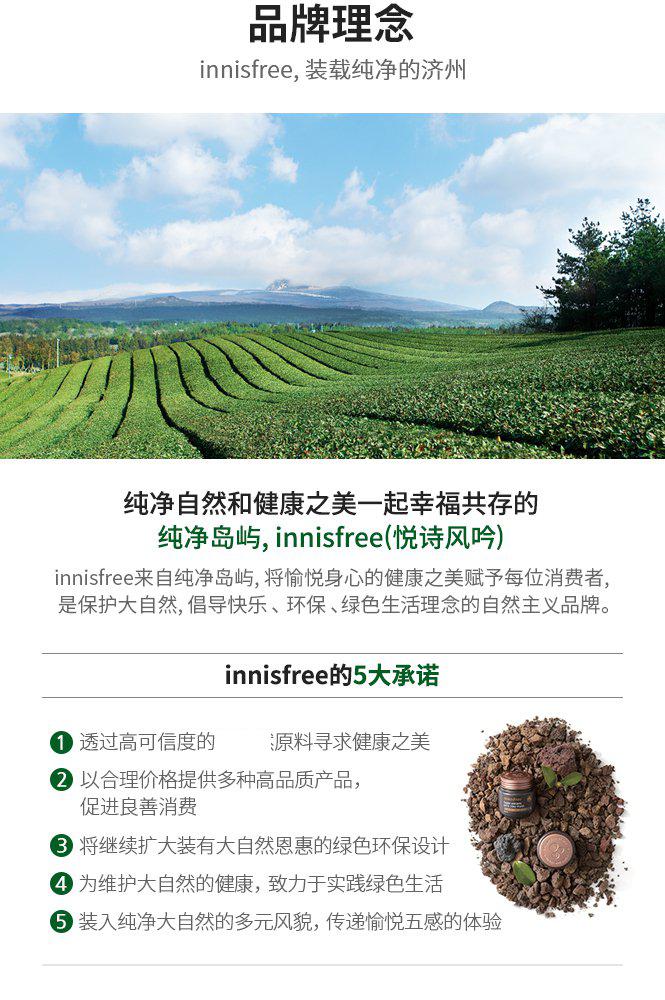 品牌理念
innisfree, 装载纯净的济州
纯净自然和健康之美一起幸福共存的
纯净岛屿, innisfree(悦诗风吟)
innisfree来自纯净岛屿, 将愉悦身心的健康之美赋予每位消费者,
是保护大自然, 倡导快乐、环保、绿色生活理念的自然主义品牌。
innisfree的5大承诺
1 透过高可信度的 原料寻求健康之美
2 以合理价格提供多种高品质产品,
促进良善消费
3 将继续扩大装有大自然恩惠的绿色环保设计
4 为维护大自然的健康, 致力于实践绿色生活
5 装入纯净大自然的多元风貌, 传递愉悦五感的体验